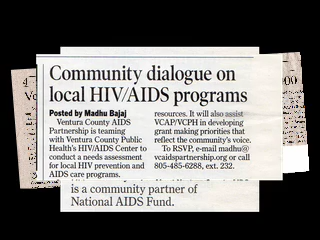 Community dialogue on
local HIV/AIDS programs
Posted by Madhu Bajaj
Ventura County AIDS
Partnership is teaming
with Ventura County Public
Health's HIV/AIDS Center to
conduct a needs assessment
for local HIV prevention and
AIDS care programs.
resources. It will also assist
VCAP/VCPH in developing
grant making priorities that
reflect the community's voice.
To RSVP, e-mail madhu@
vcaidspartnership.org or call
805-485-6288, ext. 232.
is a community partner of
National AIDS Fund.